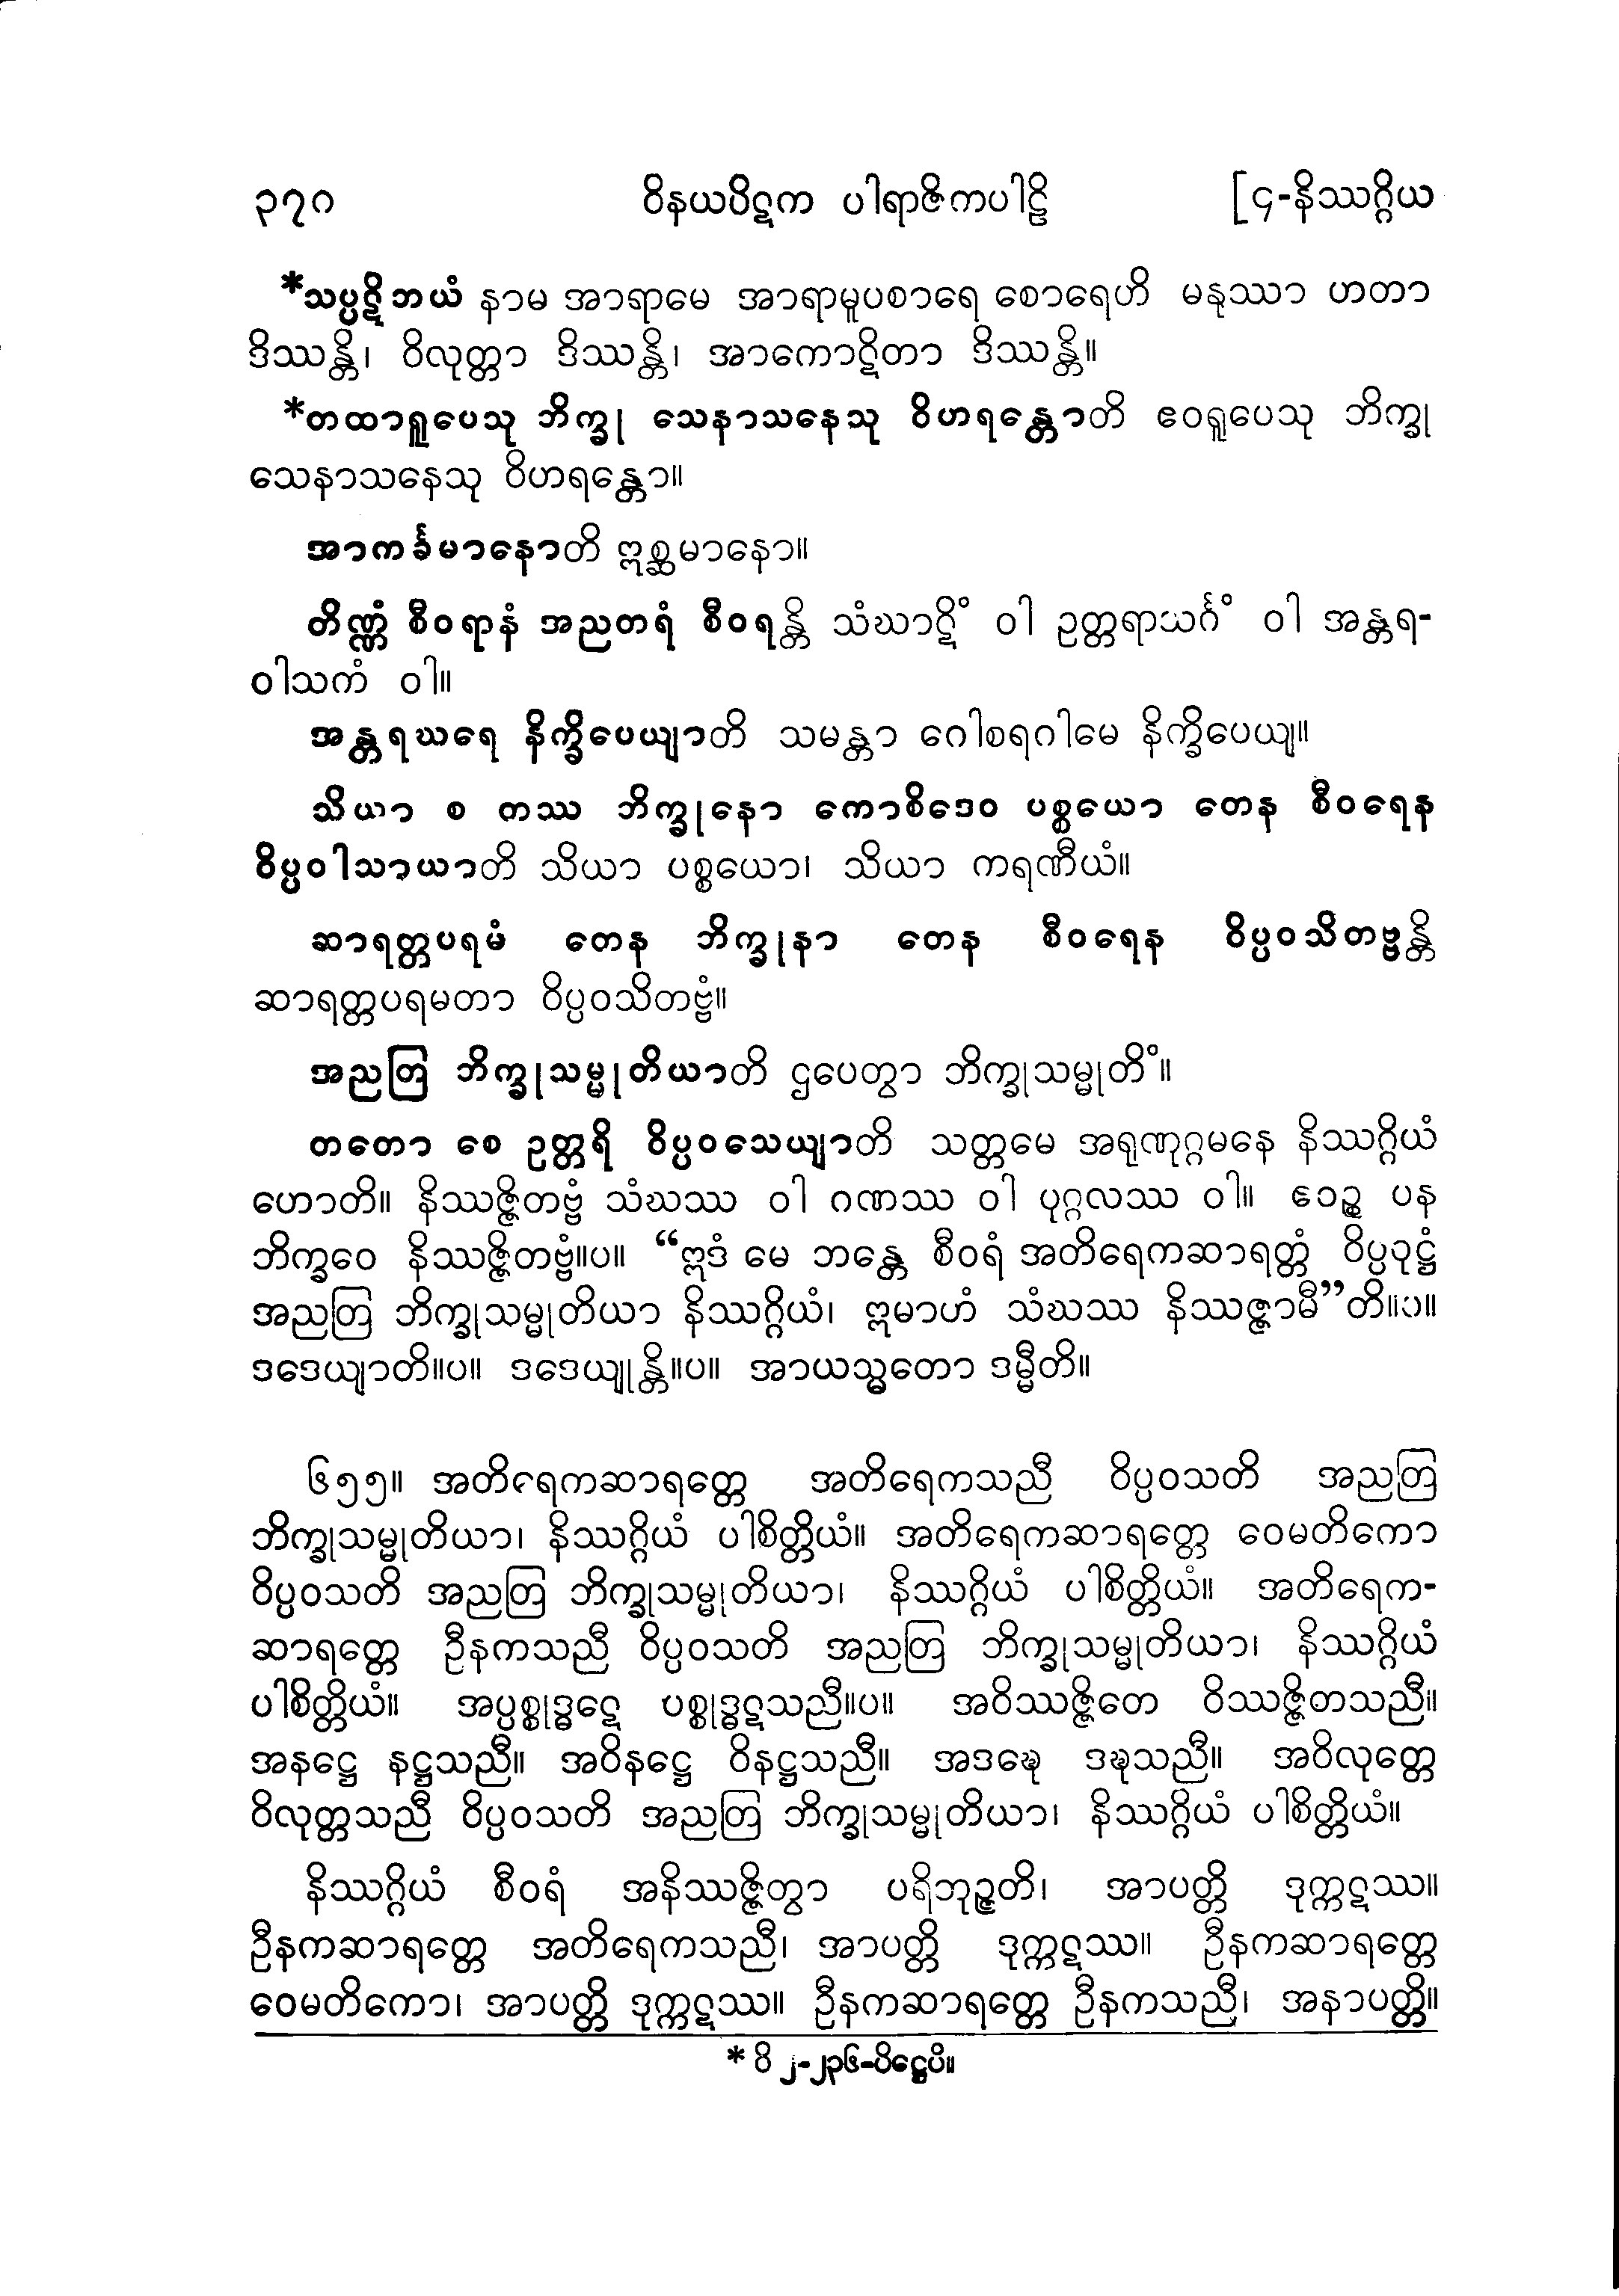 ၃၇၀ ဝိနယပိဋက ပါရာဇိကပါဠိ [၄-နိဿဂ္ဂိယ
*သပ္ပဋိဘယံ နာမ အာရာမေ အာရာမူပစာရေ စောရေဟိ မနုဿာ ဟတာ
ဒိဿန္တိ၊ ဝိလုတ္တာ ဒိဿန္တိ၊ အာကောဋိတာ ဒိဿန္တိ။
*တထာရူပေသု ဘိက္ခု သေနာသနေသု ဝိဟရန္တောတိ ဧဝရူပေသု ဘိက္ခု
သေနာသနေသု ဝိဟရန္တော။
အာကင်္ခမာနောတိ ဣစ္ဆမာနော။
တိဏ္ဏံ စီဝရာနံ အညတရံ စီဝရန္တိ သံဃာဋိံ ဝါ ဥတ္တရာသင်္ဂံ ဝါ အန္တရ-
ဝါသကံ ဝါ။
အန္တရဃရေ နိက္ခိပေယျာတိ သမန္တာ ဂေါစရဂါမေ နိက္ခိပေယျ။
သိယာ စ တဿ ဘိက္ခုနော ကောစိဒေဝ ပစ္စယော တေန စီဝရေန
ဝိပ္ပဝါသာယာတိ သိယာ ပစ္စယော၊ သိယာ ကရဏီယံ။
ဆာရတ္တပရမံ တေန ဘိက္ခုနာ တေန စီဝရေန ဝိပ္ပဝသိတဗ္ဗန္တိ
ဆာရတ္တပရမတာ ဝိပ္ပဝသိတဗ္ဗံ။
အညတြ ဘိက္ခုသမ္မုတိယာတိ ဌပေတွာ ဘိက္ခုသမ္မုတိံ။
တတော စေ ဥတ္တရိ ဝိပ္ပဝသေယျာတိ သတ္တမေ အရုဏုဂ္ဂမနေ နိဿဂ္ဂိယံ
ဟောတိ။ နိဿဇ္ဇိတဗ္ဗံ သံဃဿ ဝါ ဂဏဿ ဝါ ပုဂ္ဂလဿ ဝါ။ ဧဝဉ္စ ပန
ဘိက္ခဝေ နိဿဇ္ဇိတဗ္ဗံ။ပ။ “ဣဒံ မေ ဘန္တေ စီဝရံ အတိရေကဆာရတ္တံ ဝိပ္ပဝုဋ္ဌံ
အညတြ ဘိက္ခုသမ္မုတိယာ နိဿဂ္ဂိယံ၊ ဣမာဟံ သံဃဿ နိဿဇ္ဇာမီ”တိ။ပ။
ဒဒေယျာတိ။ပ။ ဒဒေယျုန္တိ။ပ။ အာယသ္မတော ဒမ္မီတိ။
၆၅၅။ အတိရေကဆာရတ္တေ အတိရေကသညီ ဝိပ္ပဝသတိ အညတြ
ဘိက္ခုသမ္မုတိယာ၊ နိဿဂ္ဂိယံ ပါစိတ္တိယံ။ အတိရေကဆာရတ္တေ ဝေမတိကော
ဝိပ္ပဝသတိ အညတြ ဘိက္ခုသမ္မုတိယာ၊ နိဿဂ္ဂိယံ ပါစိတ္တိယံ။ အတိရေက-
ဆာရတ္တေ ဦနကသညီ ဝိပ္ပဝသတိ အညတြ ဘိက္ခုသမ္မုတိယာ၊ နိဿဂ္ဂိယံ
ပါစိတ္တိယံ။ အပ္ပစ္စုဒ္ဓဋေ ပစ္စုဒ္ဓဋသညီ။ပ။ အဝိဿဇ္ဇိတေ ဝိဿဇ္ဇိတသညီ။
အနဋ္ဌေ နဋ္ဌသညီ။ အဝိနဋ္ဌေ ဝိနဋ္ဌသညီ။ အဒဍ္ဎေ ဒဍ္ဎသညီ။ အဝိလုတ္တေ
ဝိလုတ္တသညီ ဝိပ္ပဝသတိ အညတြ ဘိက္ခုသမ္မုတိယာ၊ နိဿဂ္ဂိယံ ပါစိတ္တိယံ။
နိဿဂ္ဂိယံ စီဝရံ အနိဿဇ္ဇိတွာ ပရိဘုဉ္ဇတိ၊ အာပတ္တိ ဒုက္ကဋဿ။
ဦနကဆာရတ္တေ အတိရေကသညီ၊ အာပတ္တိ ဒုက္ကဋဿ။ ဦနကဆာရတ္တေ
ဝေမတိကော၊ အာပတ္တိ ဒုက္ကဋဿ။ ဦနကဆာရတ္တေ ဦနကသညီ၊ အနာပတ္တိ။
* ဝိ ၂-၂၃၆-ပိဋ္ဌေပိ။